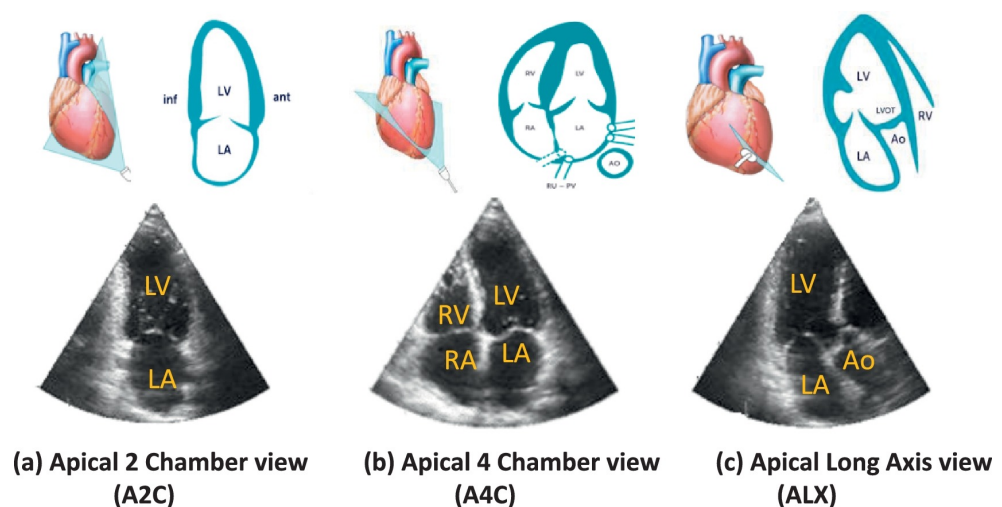 inf
LV
ant
LA
RV
LV
RA
LA
AO
RU – PV
LV
LVOT
RV
Ao
LA
LV
LA
RV
LV
RA
LA
LV
LA
Ao
(a) Apical 2 Chamber view
(A2C)
(b) Apical 4 Chamber view
(A4C)
(c) Apical Long Axis view
(ALX)